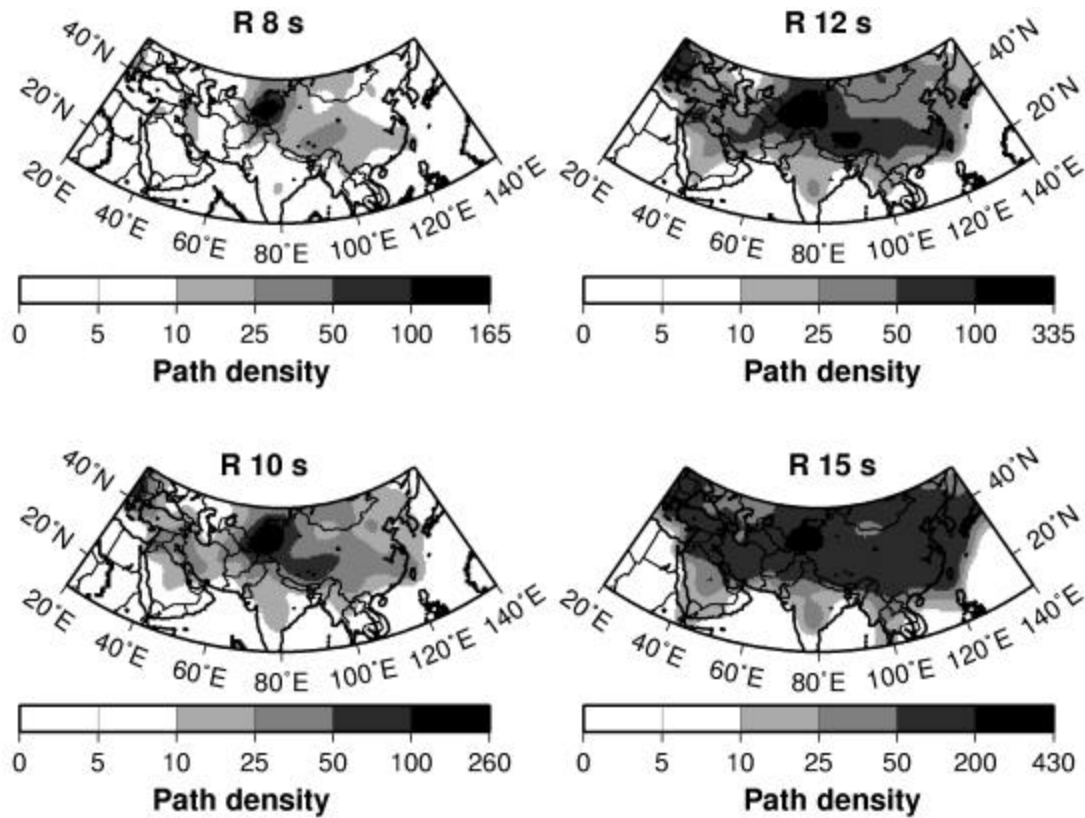 R 8 s
40°N
20°N
20°E
40°E
60°E
80°E
100°E
120°E
140°E
0 5 10 25 50 100 165
Path density
R 12 s
40°N
20°N
20°E
40°E
60°E
80°E
100°E
120°E
140°E
0 5 10 25 50 100 335
Path density
R 10 s
40°N
20°N
20°E
40°E
60°E
80°E
100°E
120°E
140°E
0 5 10 25 50 100 260
Path density
R 15 s
40°N
20°N
20°E
40°E
60°E
80°E
100°E
120°E
140°E
0 5 10 25 50 200 430
Path density